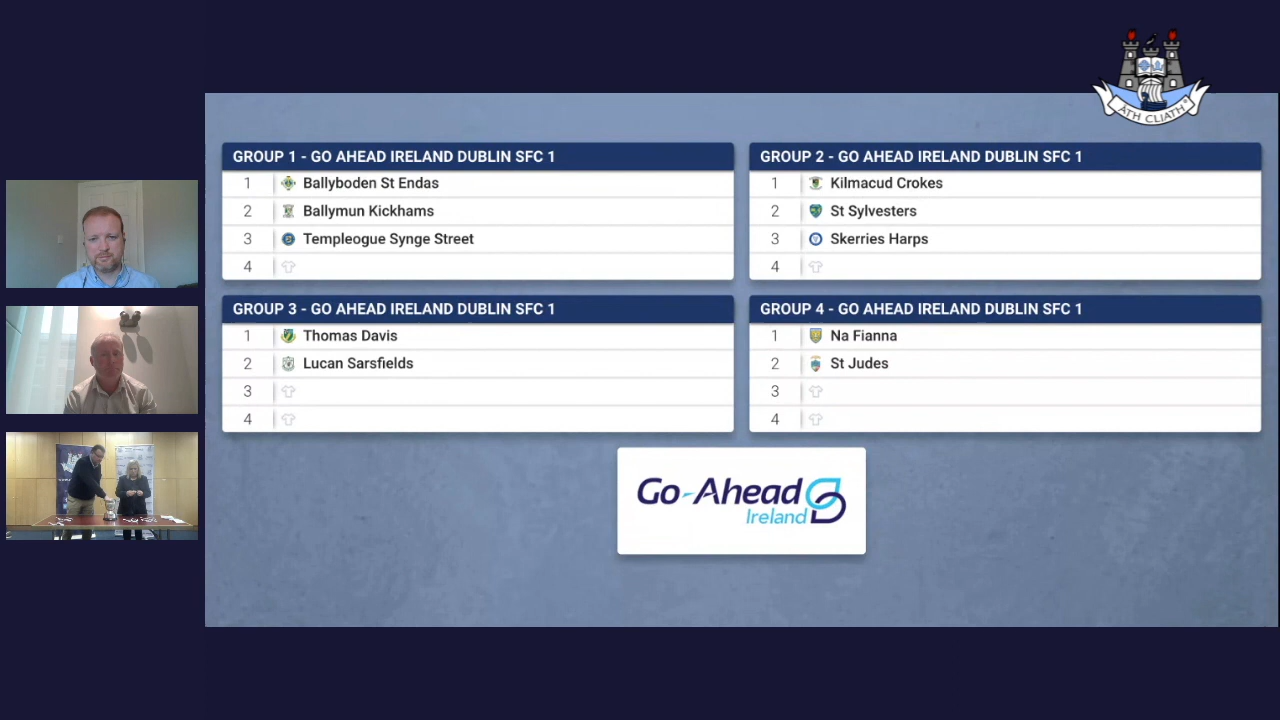 ÁTH CLIATH
GROUP 1 - GO AHEAD IRELAND DUBLIN SFC 1
1 Ballyboden St Endas
2 Ballymun Kickhams
3 Templeogue Synge Street
4
GROUP 2 - GO AHEAD IRELAND DUBLIN SFC 1
1 Kilmacud Crokes
2 St Sylvesters
3 Skerries Harps
4
GROUP 3 - GO AHEAD IRELAND DUBLIN SFC 1
1 Thomas Davis
2 Lucan Sarsfields
3
4
GROUP 4 - GO AHEAD IRELAND DUBLIN SFC 1
1 Na Fianna
2 St Judes
3
4
Go-Ahead
Ireland